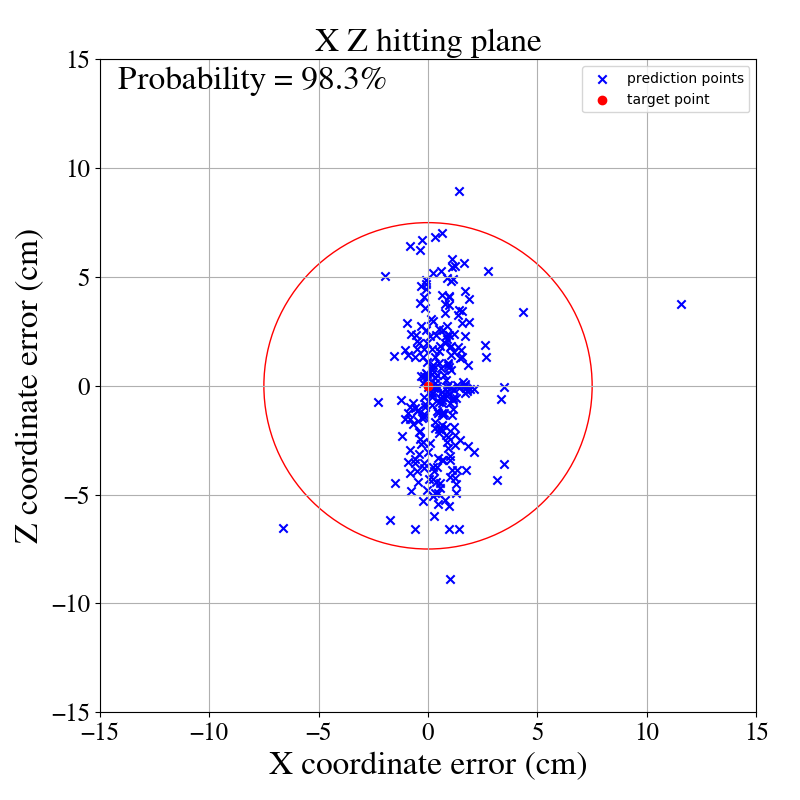 X Z hitting plane
Probability = 98.3%
prediction points
target point
Z coordinate error (cm)
15
10
5
0
−5
−10
−15
−15 −10 −5 0 5 10 15
X coordinate error (cm)